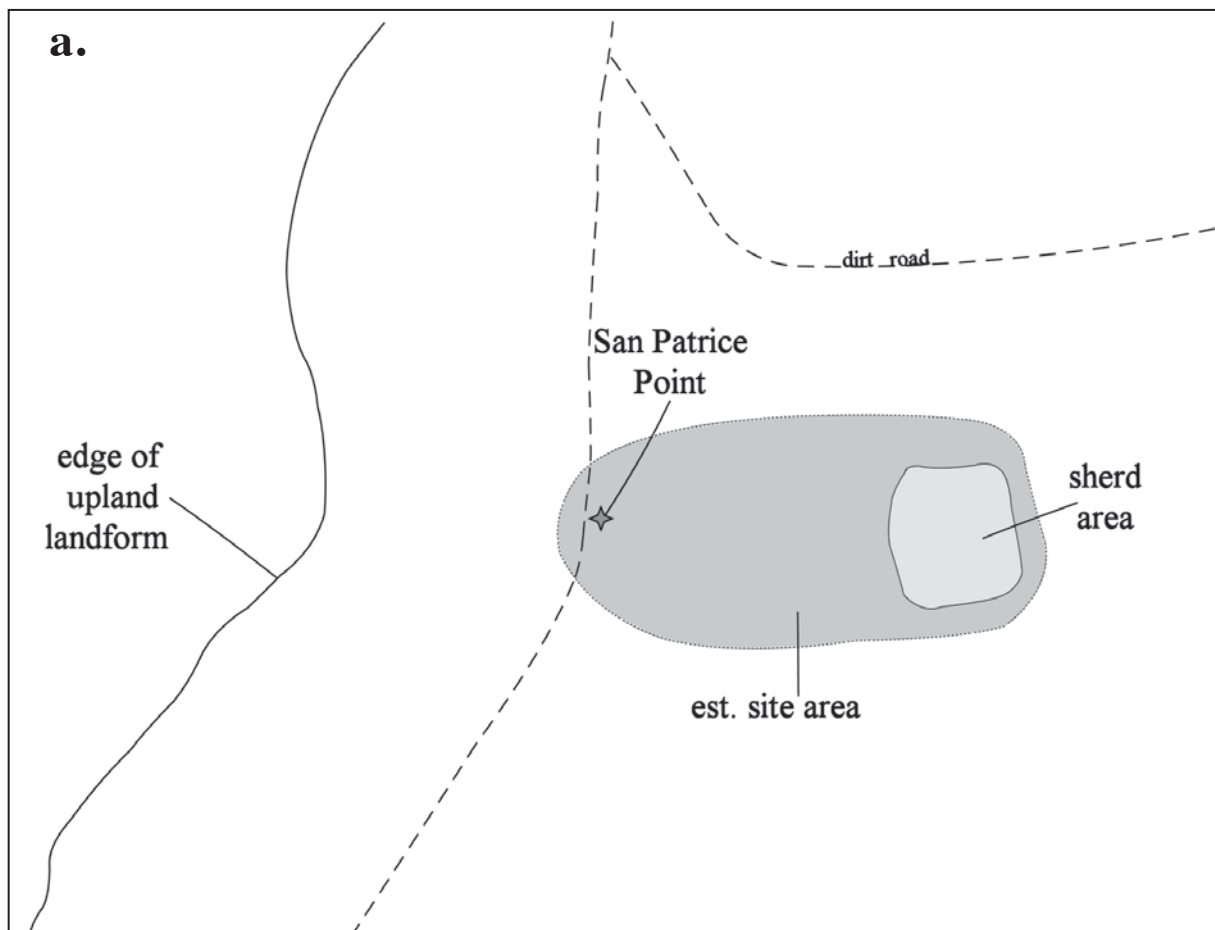 a.
dirt road
San Patrice
Point
edge of
upland
landform
sherd
area
est. site area